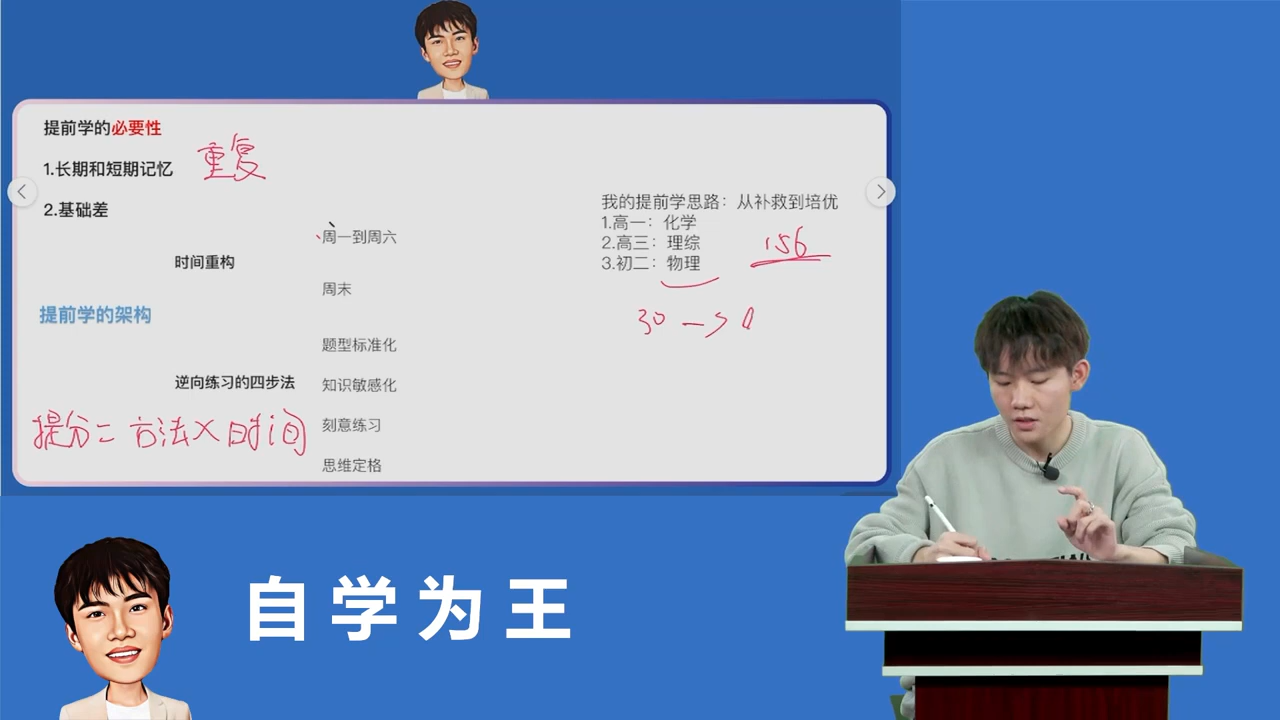 提前学的必要性
1.长期和短期记忆 重复
2.基础差
周一到周六
时间重构
周末
提前学的架构
题型标准化
逆向练习的四步法
知识敏感化
刻意练习
思维定格
提分=方法×时间
我的提前学思路：从补救到培优
1.高一：化学
2.高三：理综 156
3.初二：物理
30 →
自学为王